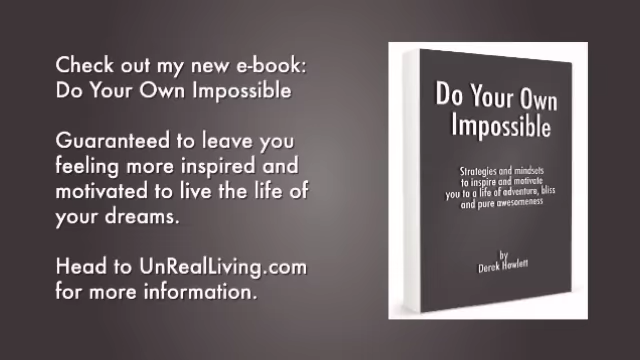 Check out my new e-book:
Do Your Own Impossible
Guaranteed to leave you
feeling more inspired and
motivated to live the life of
your dreams.
Head to UnRealLiving.com
for more information.
Do Your Own
Impossible
Strategies and mindsets
to inspire and motivate
you to a life of adventure, bliss
and pure awesomeness
by
Derek Howlett